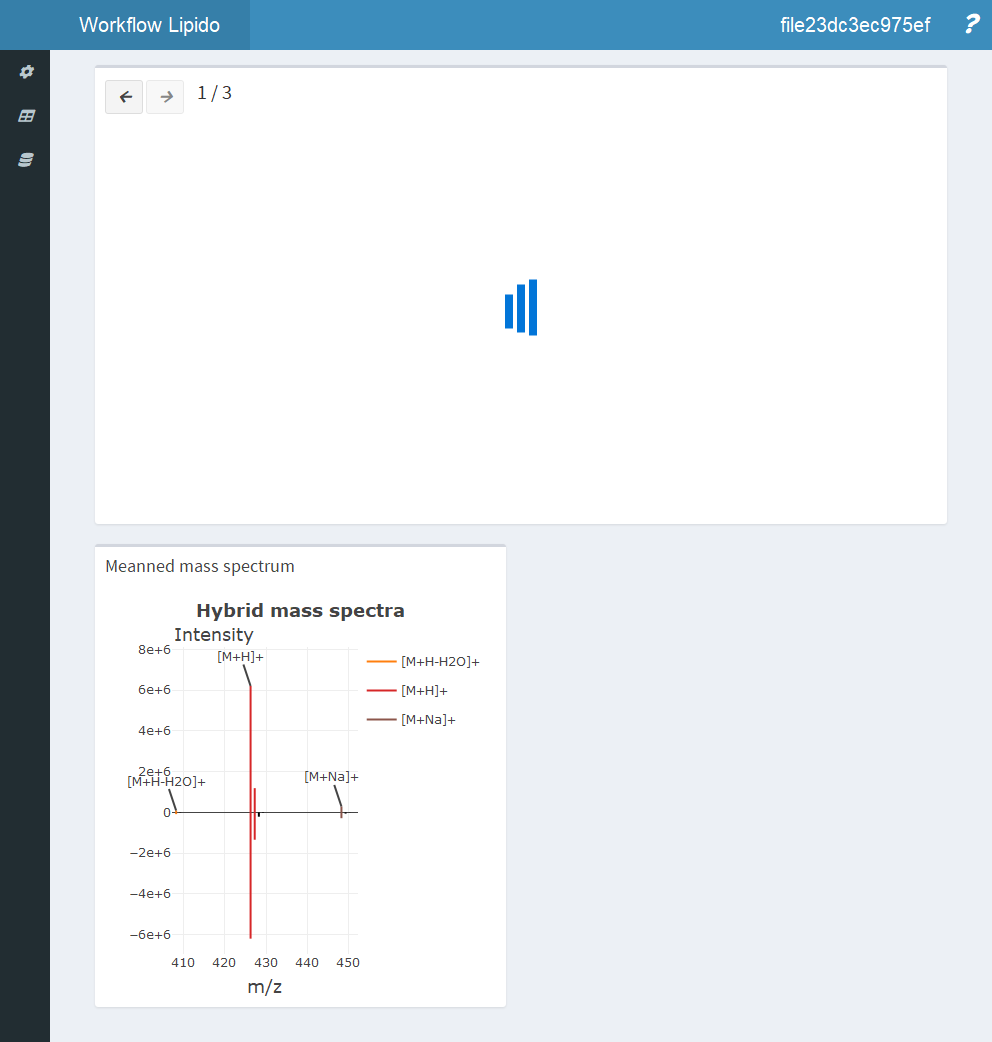 Workflow Lipido
file23dc3ec975ef
?
1 / 3
Meanned mass spectrum
Hybrid mass spectra
Intensity
8e+6
[M+H]+
[M+H-H2O]+
6e+6
[M+H]+
[M+Na]+
4e+6
2e+6
[M+H-H2O]+
[M+Na]+
0
−2e+6
−4e+6
−6e+6
410 420 430 440 450
m/z